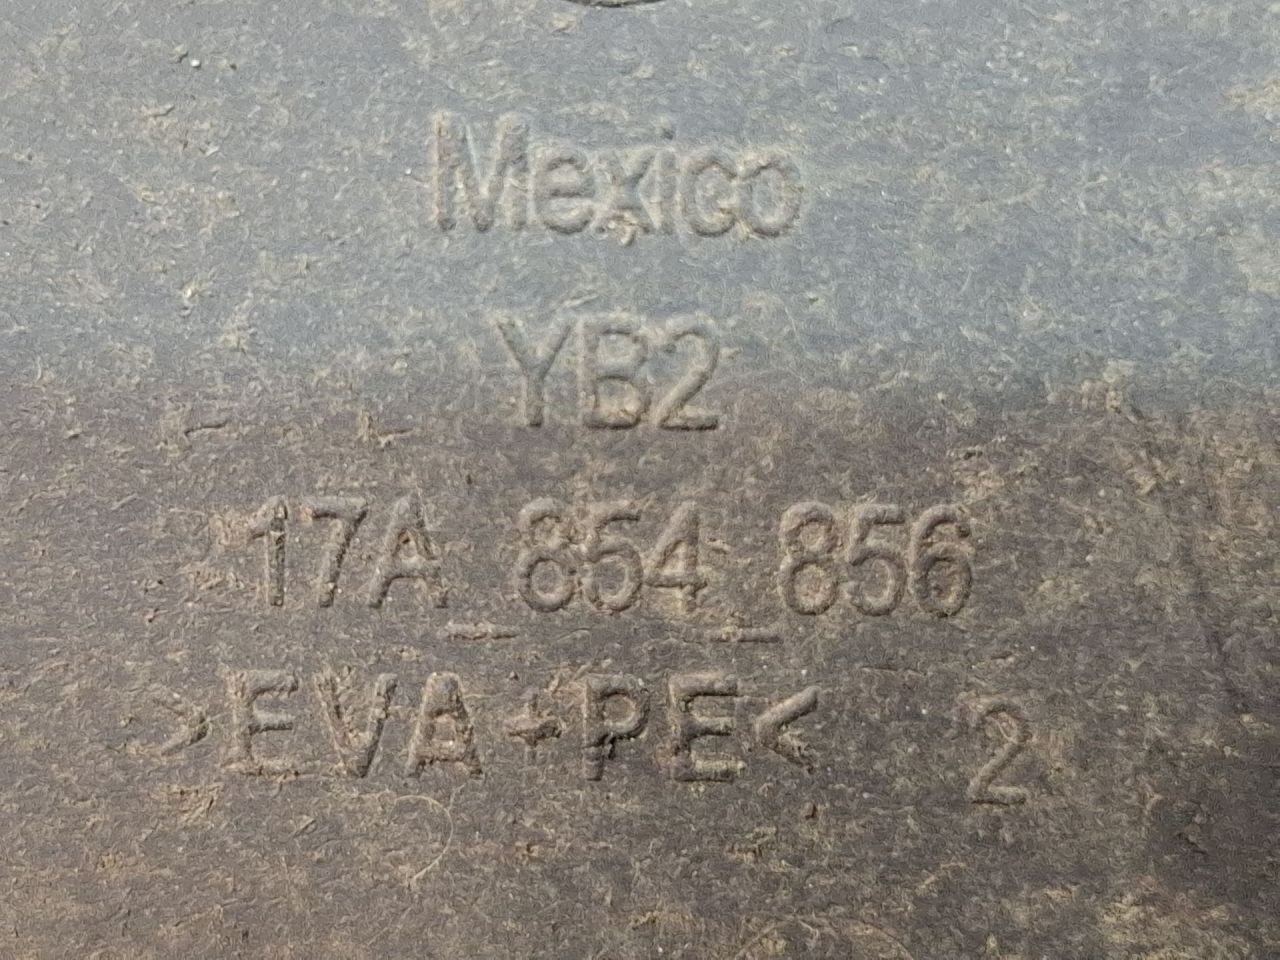 Mexico
YB2
17A 854 856
>EVA+PE< 2